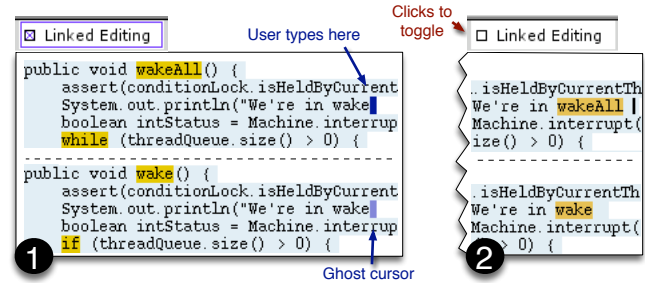 Clicks to
toggle
Linked Editing
User types here
Linked Editing
public void wakeAll() {
assert(conditionLock.isHeldByCurrent
System.out.println("We're in wake
boolean intStatus = Machine.interrup
while (threadQueue.size() > 0) {
public void wake() {
assert(conditionLock.isHeldByCurrent
System.out.println("We're in wake
boolean intStatus = Machine.interrup
if (threadQueue.size() > 0) {
1
Ghost cursor
.isHeldByCurrentTh
We're in wakeAll
Machine.interrupt(
ize() > 0) {
.isHeldByCurrentTh
We're in wake
Machine.interrupt(
> 0) {
2